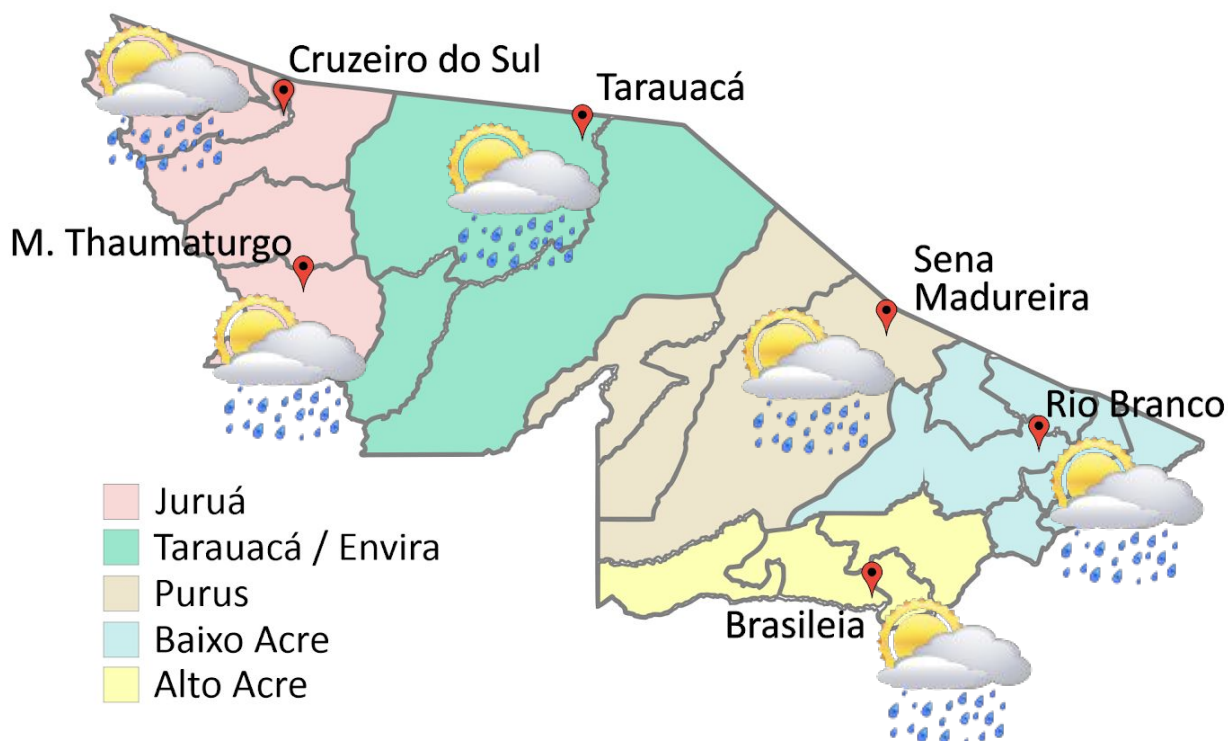 Cruzeiro do Sul
Tarauacá
M. Thaumaturgo
Sena
Madureira
Rio Branco
Brasileia
Juruá
Tarauacá / Envira
Purus
Baixo Acre
Alto Acre